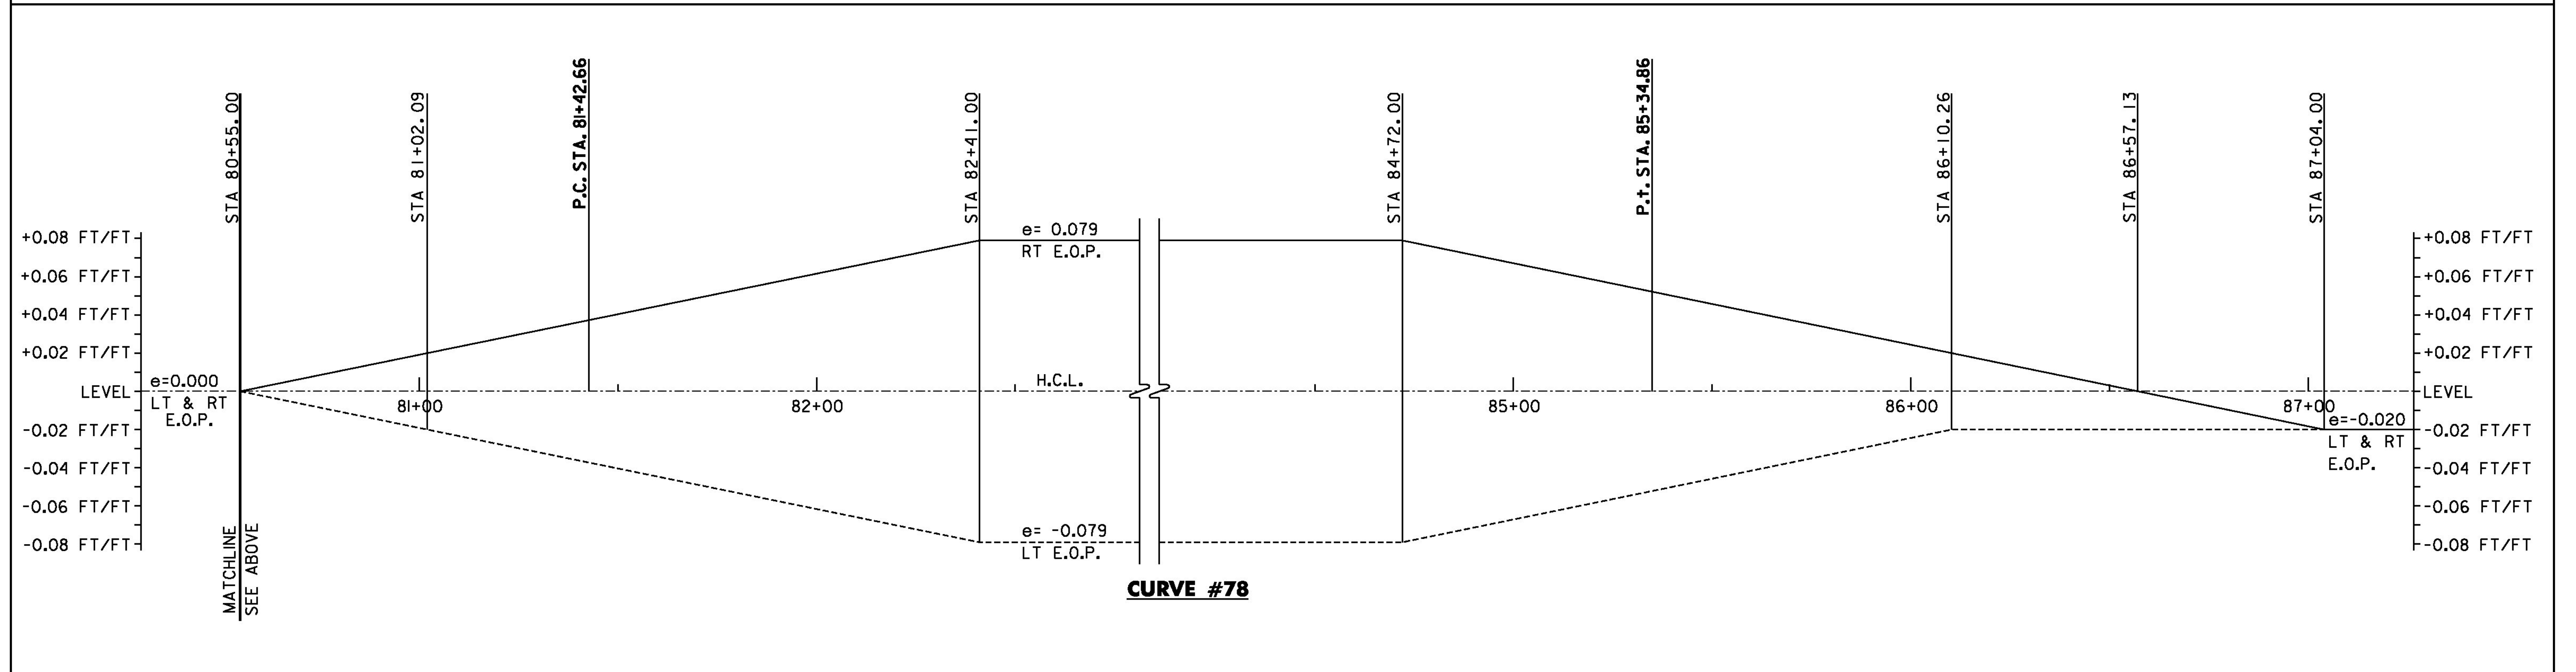 STA 80+55.00
STA 81+02.09
P.C. STA. 81+42.66
STA 82+41.00
STA 84+72.00
P.t. STA. 85+34.86
STA 86+10.26
STA 86+57.13
STA 87+04.00
+0.08 FT/FT
+0.06 FT/FT
+0.04 FT/FT
+0.02 FT/FT
LEVEL
-0.02 FT/FT
-0.04 FT/FT
-0.06 FT/FT
-0.08 FT/FT
e=0.000
LT & RT
E.O.P.
81+00
82+00
e= 0.079
RT E.O.P.
H.C.L.
e= -0.079
LT E.O.P.
85+00
86+00
87+00
e=-0.020
LT & RT
E.O.P.
+0.08 FT/FT
+0.06 FT/FT
+0.04 FT/FT
+0.02 FT/FT
LEVEL
-0.02 FT/FT
-0.04 FT/FT
-0.06 FT/FT
-0.08 FT/FT
MATCHLINE
SEE ABOVE
CURVE #78